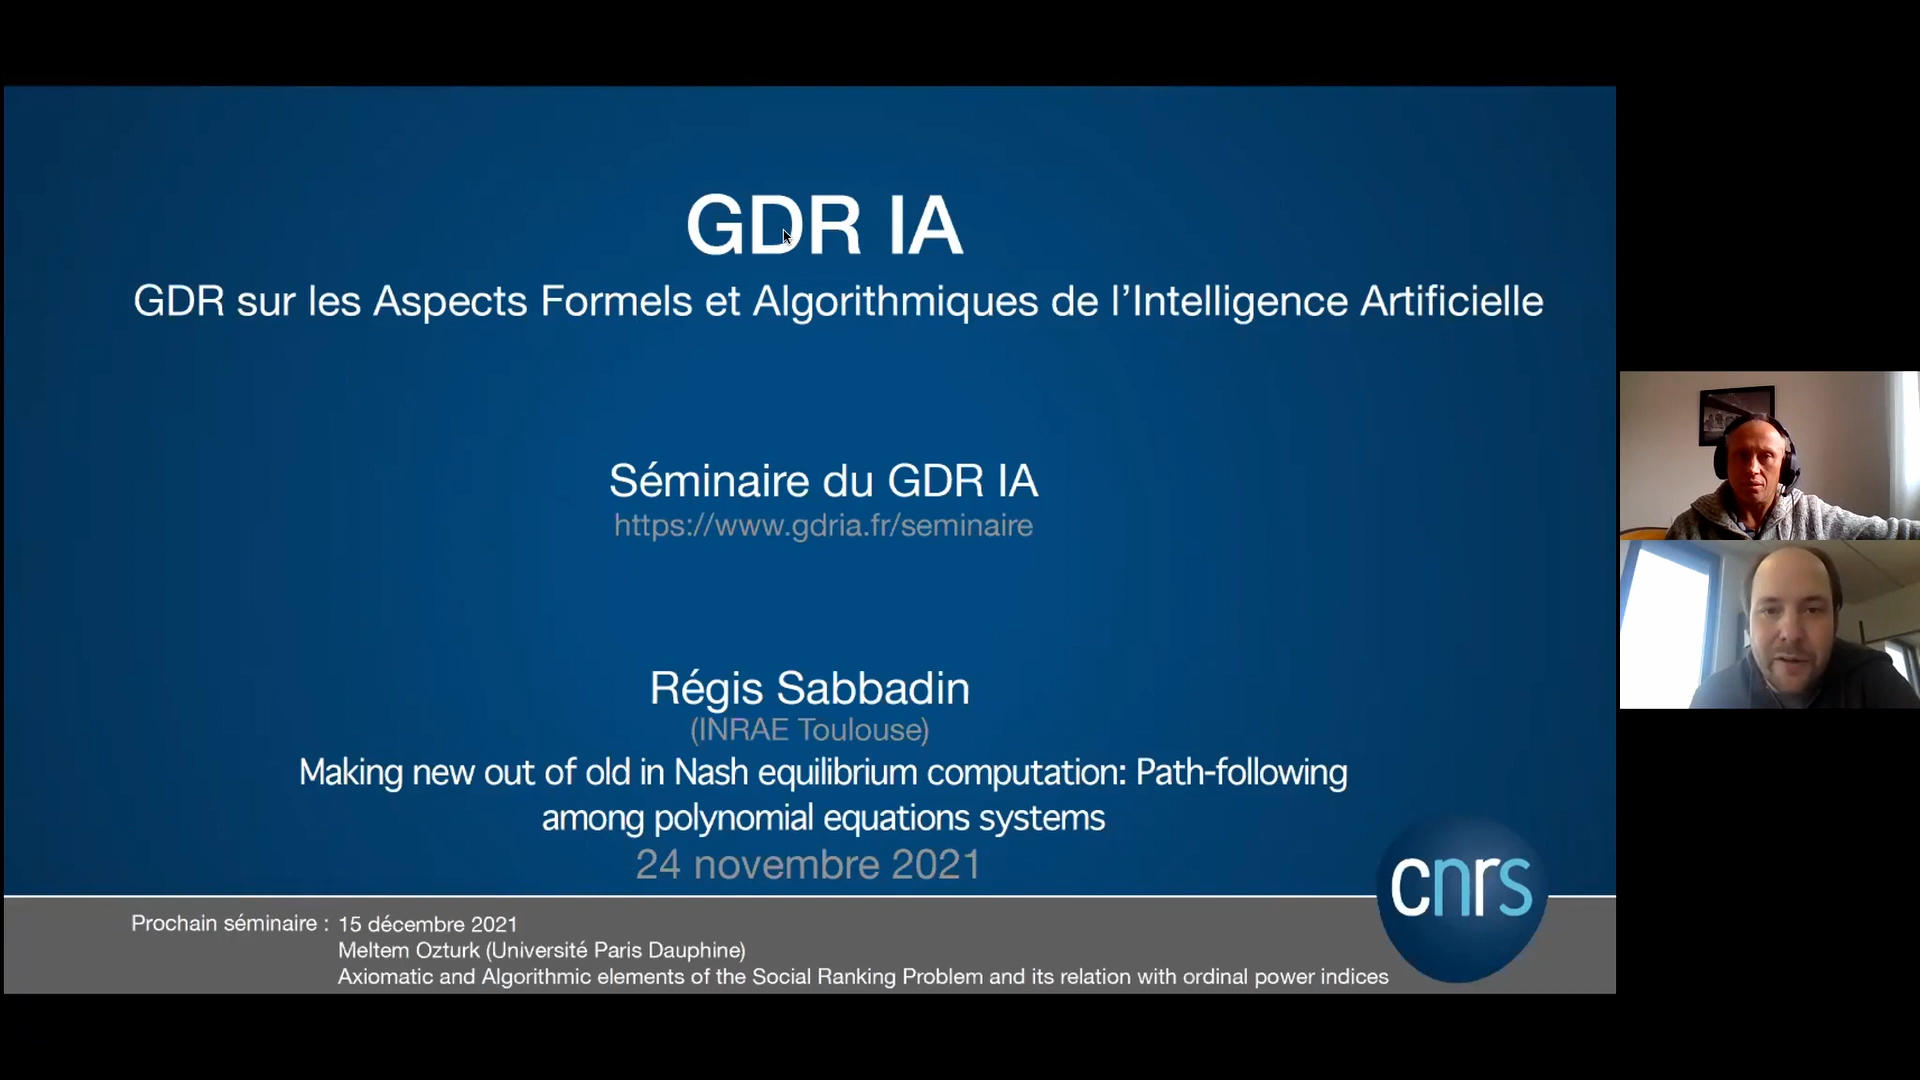 GDR IA
GDR sur les Aspects Formels et Algorithmiques de l’Intelligence Artificielle
Séminaire du GDR IA
https://www.gdria.fr/seminaire
Régis Sabbadin
(INRAE Toulouse)
Making new out of old in Nash equilibrium computation: Path-following
among polynomial equations systems
24 novembre 2021
cnrs
Prochain séminaire : 15 décembre 2021
Meltem Ozturk (Université Paris Dauphine)
Axiomatic and Algorithmic elements of the Social Ranking Problem and its relation with ordinal power indices